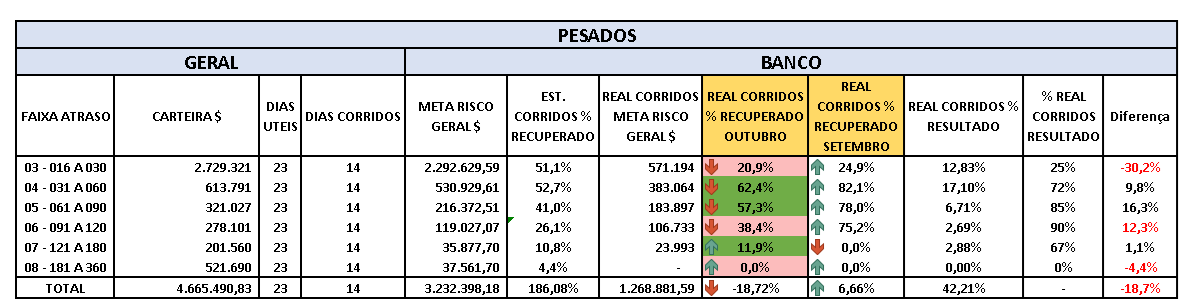 PESADOS
GERAL BANCO
FAIXA ATRASO CARTEIRA $ DIAS UTEIS DIAS CORRIDOS META RISCO GERAL $ EST. CORRIDOS % RECUPERADO REAL CORRIDOS META RISCO GERAL $ REAL CORRIDOS % RECUPERADO OUTUBRO REAL CORRIDOS % RECUPERADO SETEMBRO REAL CORRIDOS % RESULTADO % REAL CORRIDOS RESULTADO Diferença
03 - 016 A 030 2.729.321 23 14 2.292.629,59 51,1% 571.194 20,9% 24,9% 12,83% 25% -30,2%
04 - 031 A 060 613.791 23 14 530.929,61 52,7% 383.064 62,4% 82,1% 17,10% 72% 9,8%
05 - 061 A 090 321.027 23 14 216.372,51 41,0% 183.897 57,3% 78,0% 6,71% 85% 16,3%
06 - 091 A 120 278.101 23 14 119.027,07 26,1% 106.733 38,4% 75,2% 2,69% 90% 12,3%
07 - 121 A 180 201.560 23 14 35.877,70 10,8% 23.993 11,9% 0,0% 2,88% 67% 1,1%
08 - 181 A 360 521.690 23 14 37.561,70 4,4% - 0,0% 0,0% 0,00% 0% -4,4%
TOTAL 4.665.490,83 23 14 3.232.398,18 186,08% 1.268.881,59 -18,72% 6,66% 42,21% - -18,7%